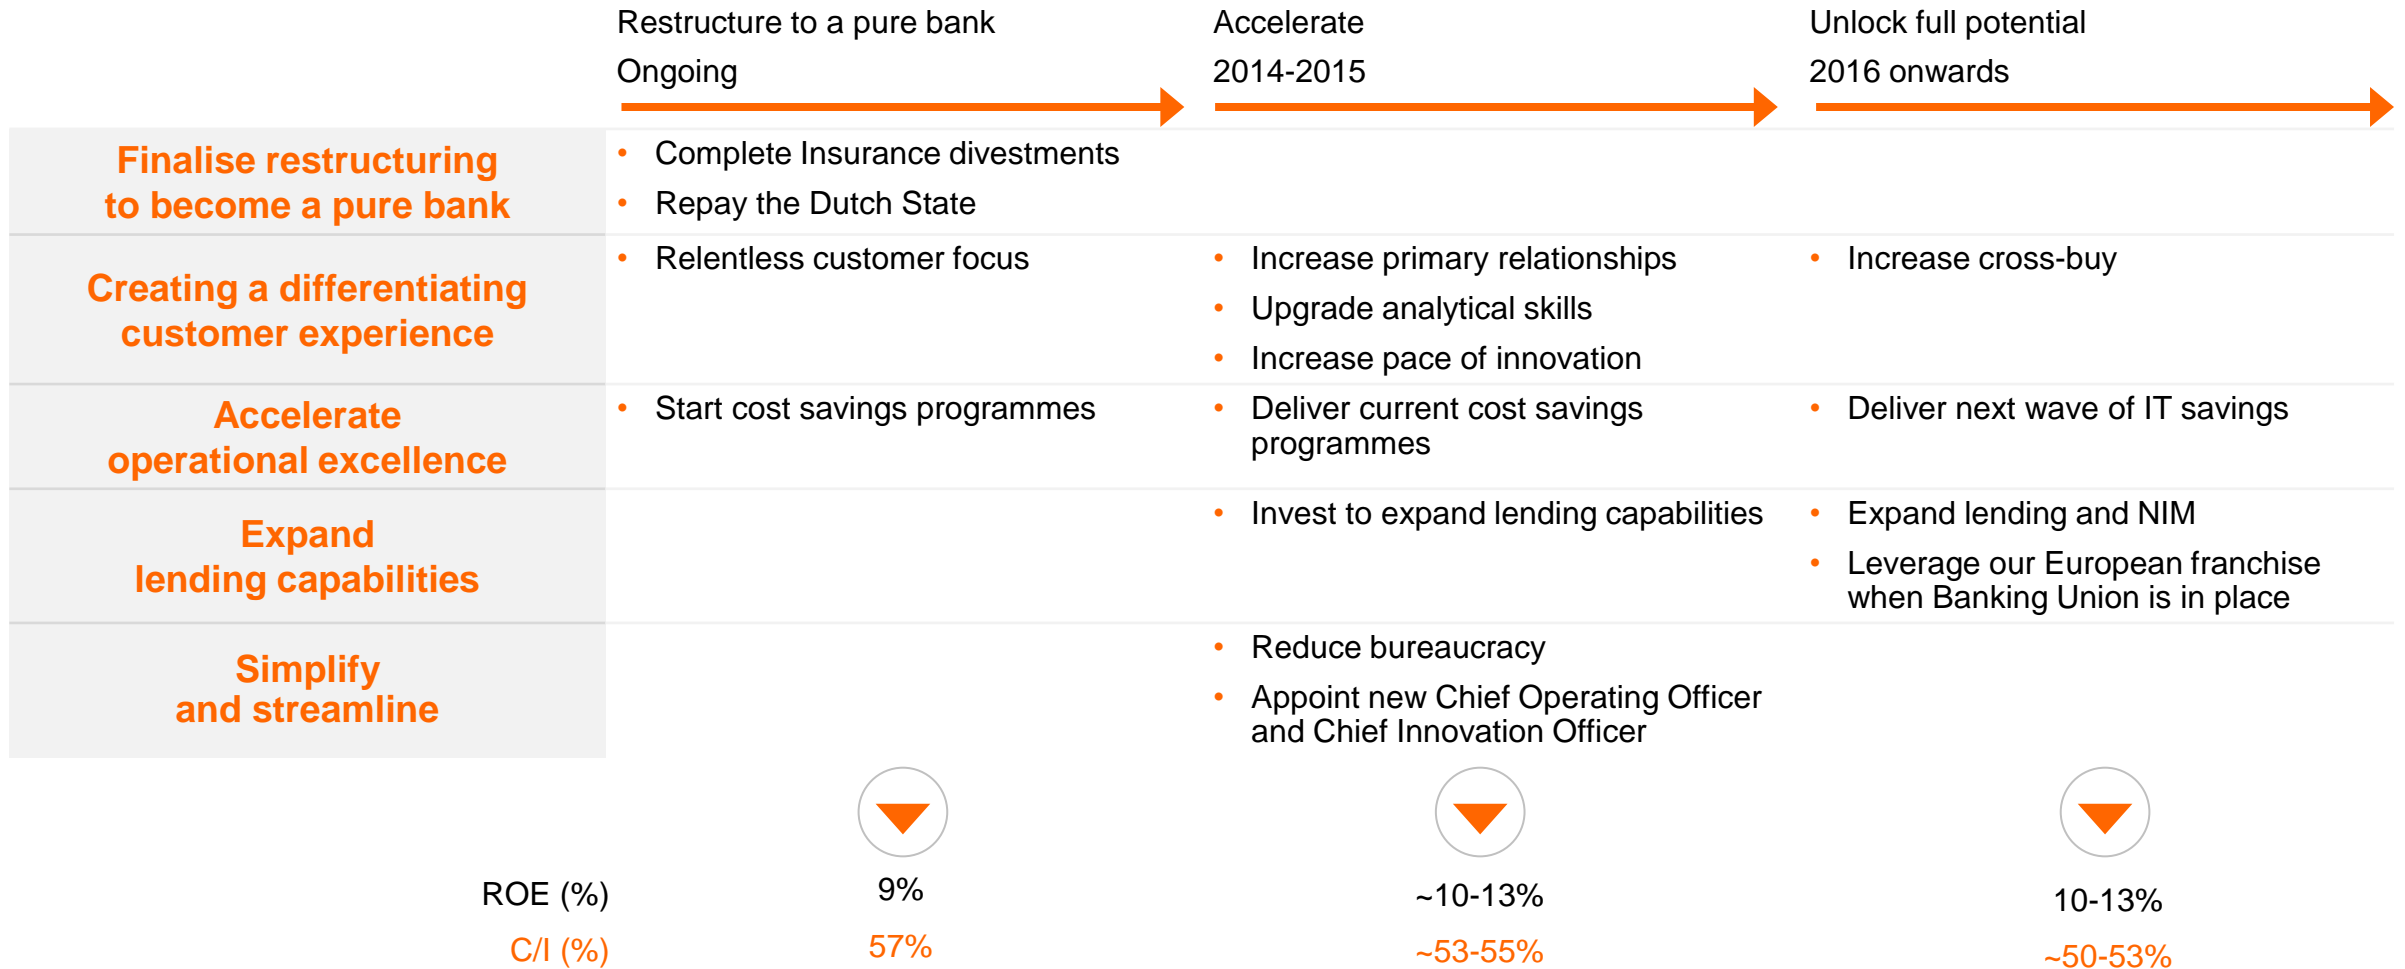 Restructure to a pure bank
Ongoing
Accelerate
2014-2015
Unlock full potential
2016 onwards
Finalise restructuring
to become a pure bank
• Complete Insurance divestments
• Repay the Dutch State
Creating a differentiating
customer experience
• Relentless customer focus
• Increase primary relationships
• Upgrade analytical skills
• Increase pace of innovation
• Increase cross-buy
Accelerate
operational excellence
• Start cost savings programmes
• Deliver current cost savings
programmes
• Deliver next wave of IT savings
Expand
lending capabilities
• Invest to expand lending capabilities
• Expand lending and NIM
• Leverage our European franchise
when Banking Union is in place
Simplify
and streamline
• Reduce bureaucracy
• Appoint new Chief Operating Officer
and Chief Innovation Officer
ROE (%)
9%
~10-13%
10-13%
C/I (%)
57%
~53-55%
~50-53%